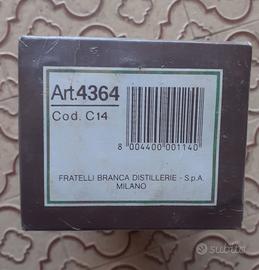 Art.4364
Cod. C14
8 004400 001140
FRATELLI BRANCA DISTILLERIE - S.p.A.
MILANO
subito